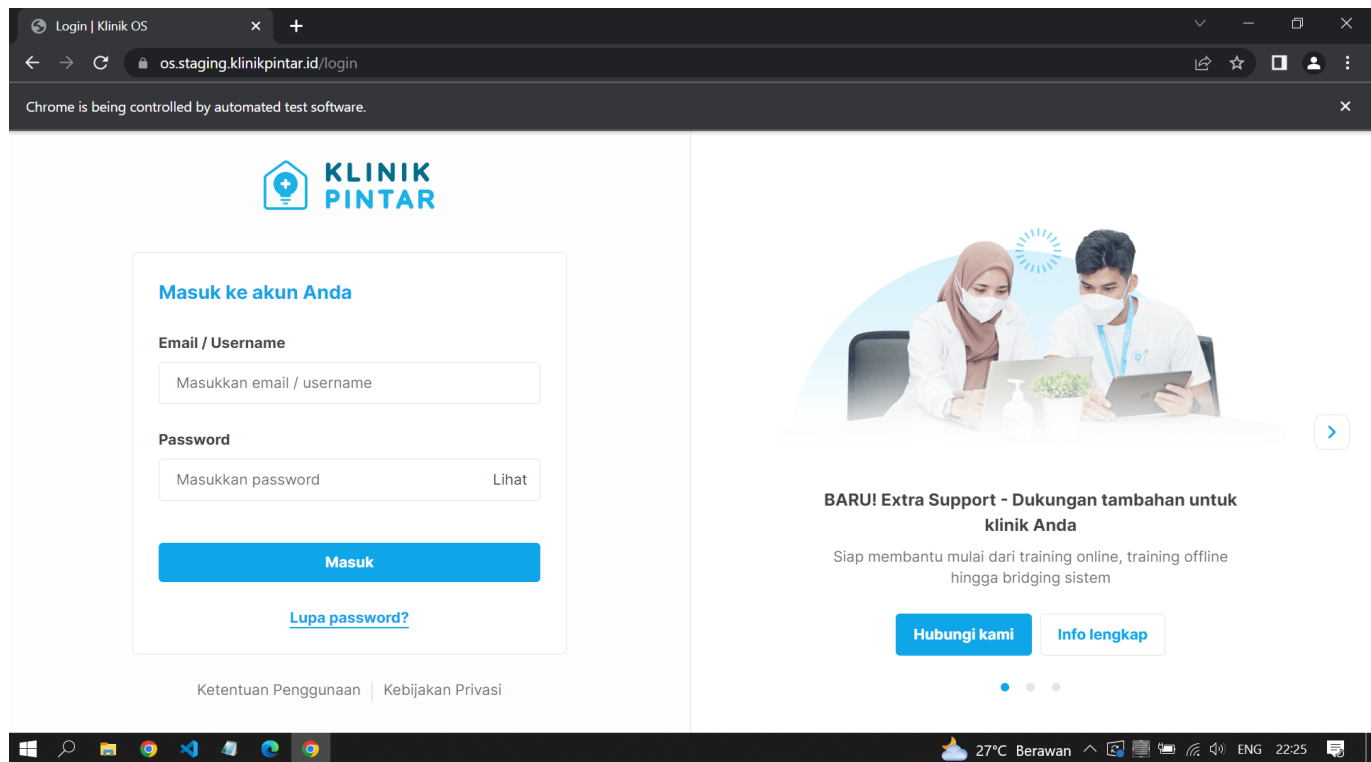 Login | Klinik OS
os.staging.klinikpintar.id/login
Chrome is being controlled by automated test software.
KLINIK
PINTAR
Masuk ke akun Anda
Email / Username
Masukkan email / username
Password
Masukkan password Lihat
Masuk
Lupa password?
Ketentuan Penggunaan | Kebijakan Privasi
BARU! Extra Support - Dukungan tambahan untuk
klinik Anda
Siap membantu mulai dari training online, training offline
hingga bridging sistem
Hubungi kami Info lengkap
27°C Berawan ENG 22:25